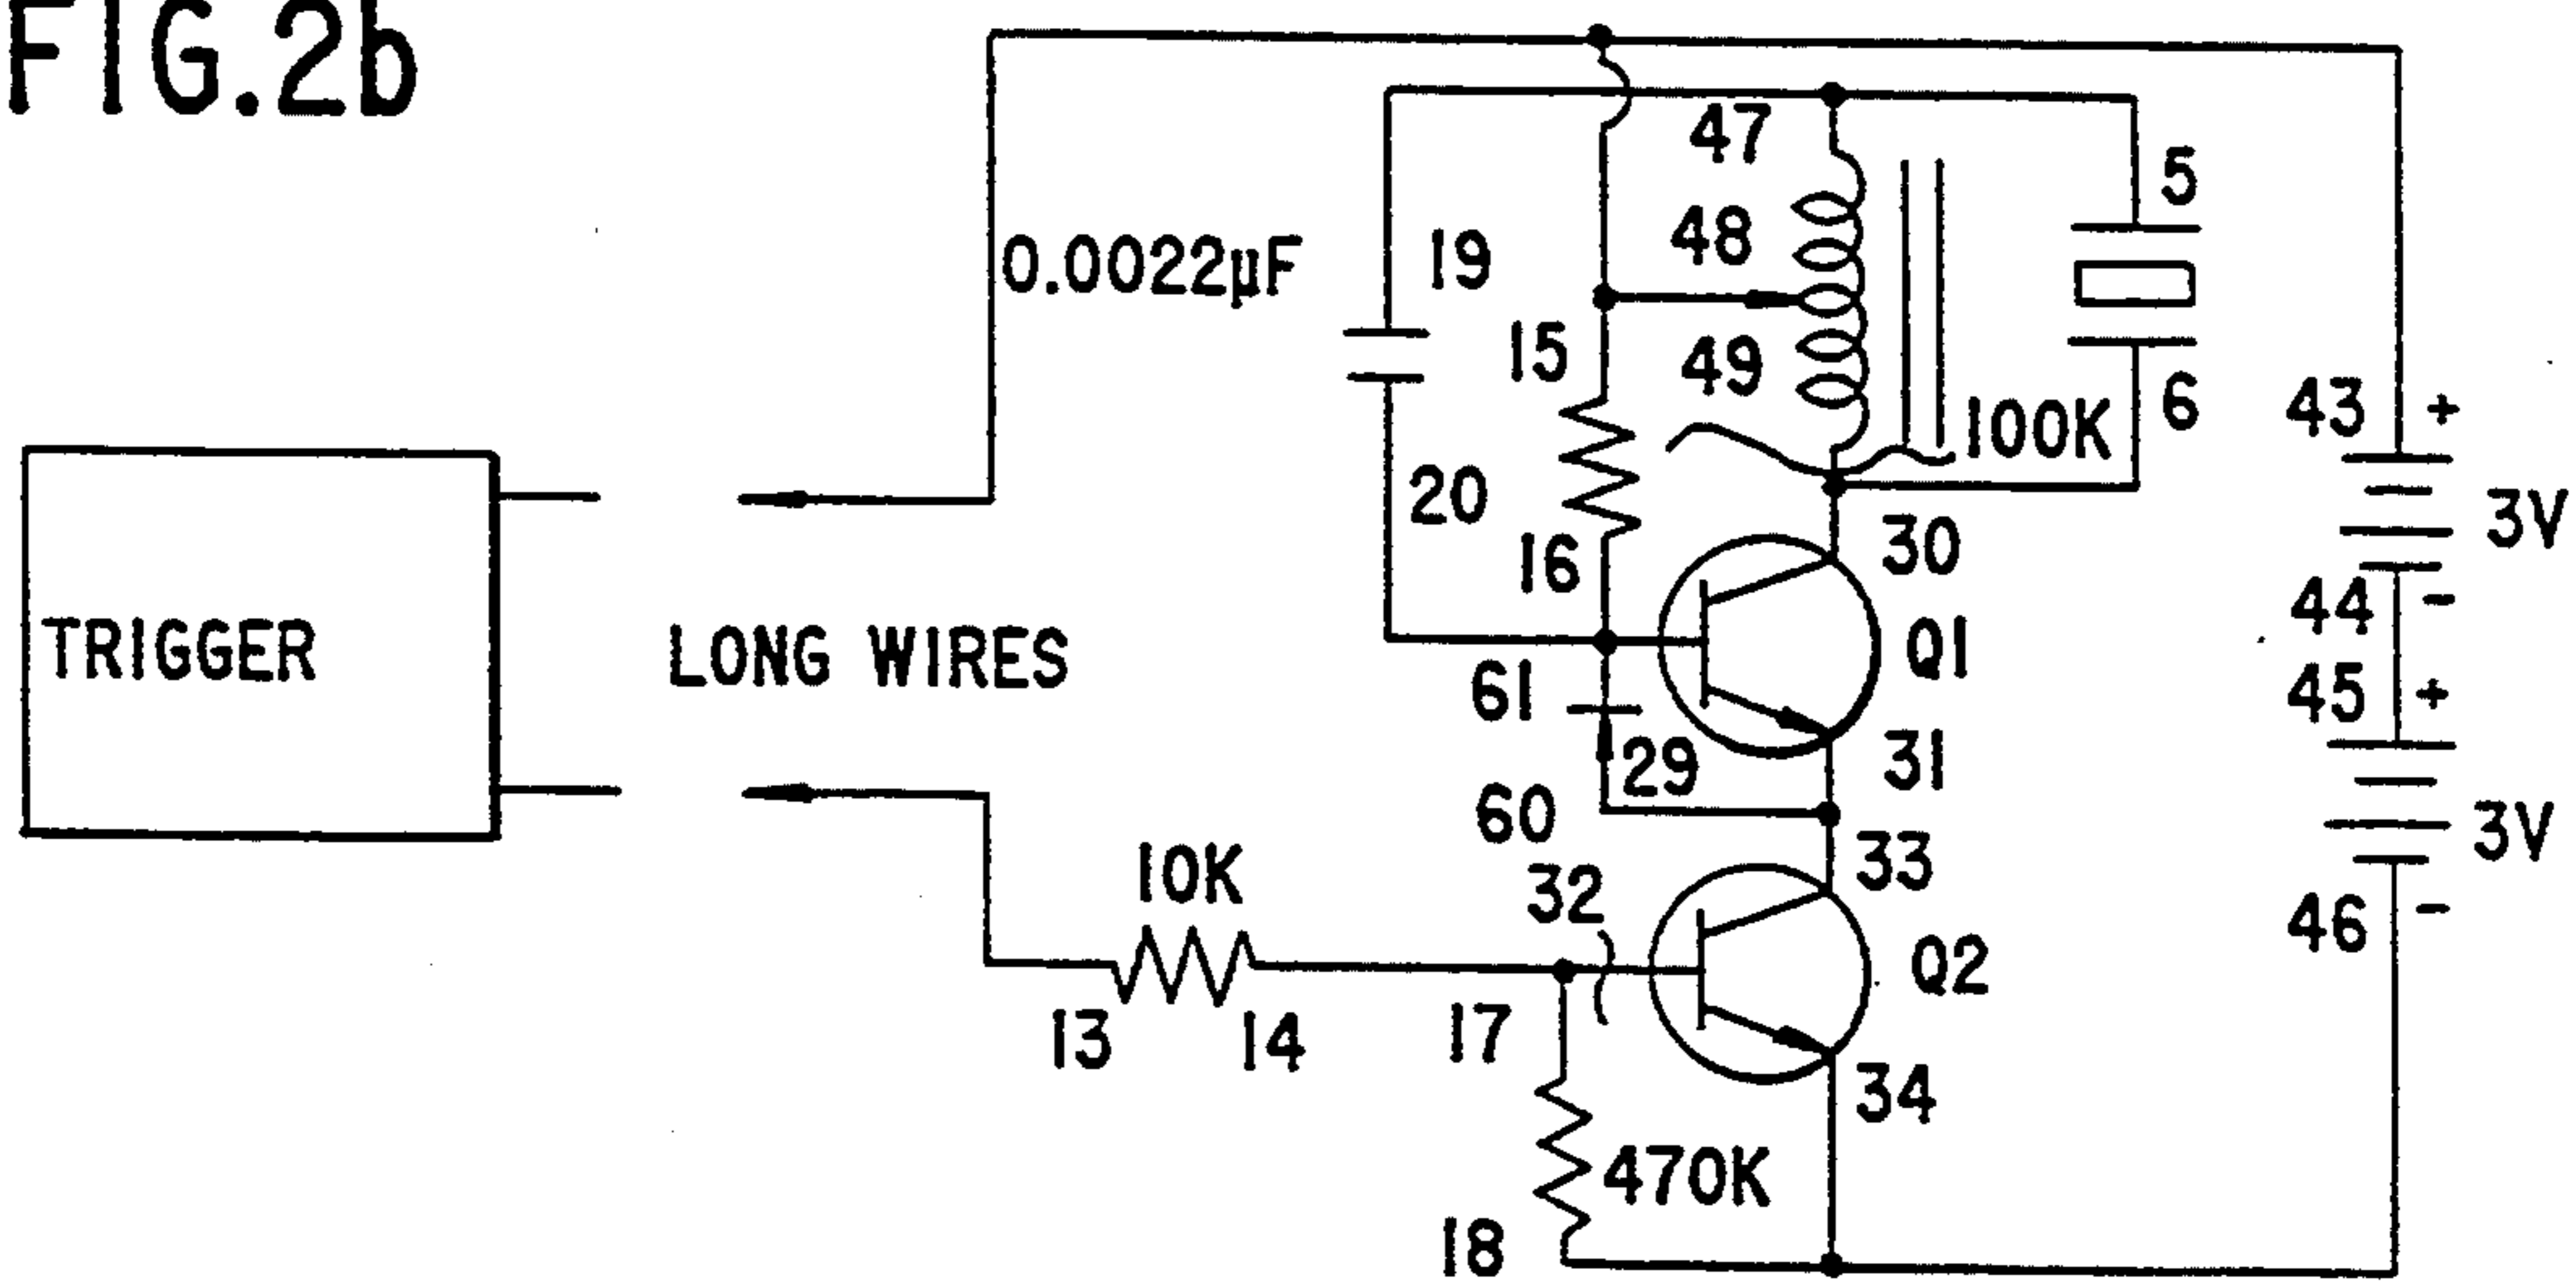 FIG.2b
47
5
0.0022µF
19
48
15
49
6
43 +
100K
20
3V
16
30
44 -
TRIGGER
LONG WIRES
Q1
61
45 +
29
31
60
3V
10K
32
33
46 -
Q2
13
14
17
34
470K
18